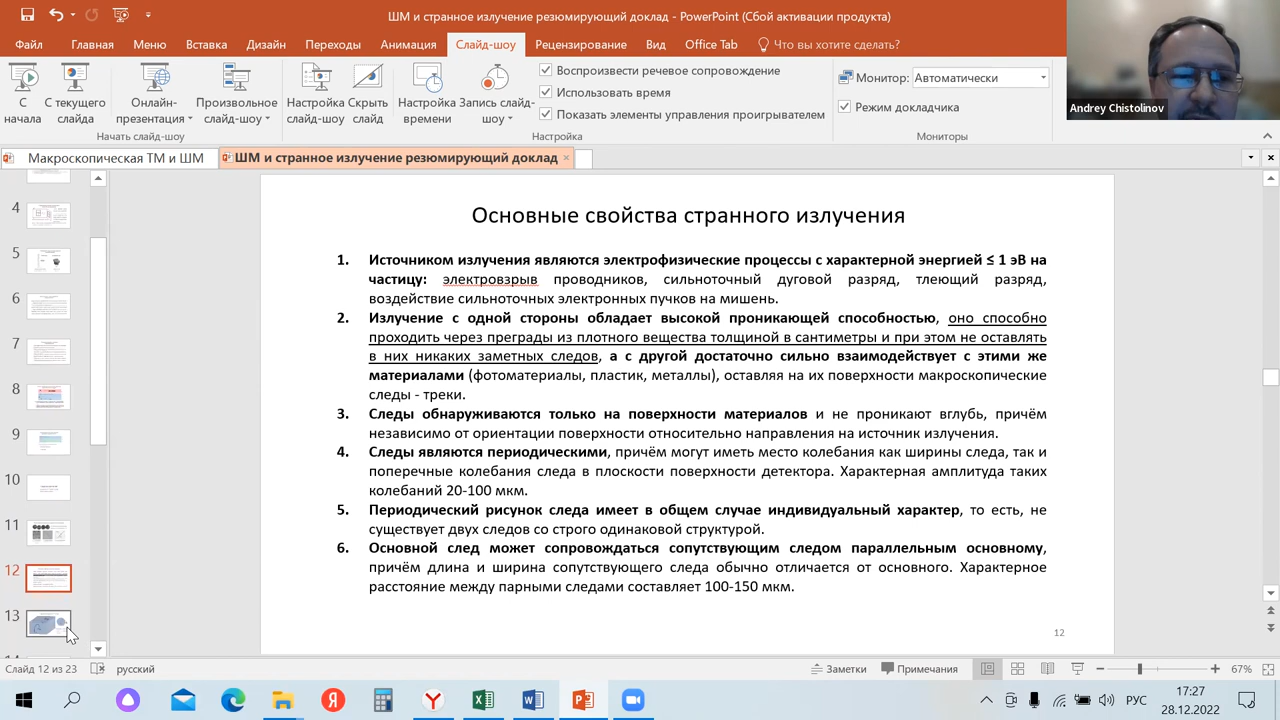 ШМ и странное излучение резюмирующий доклад - PowerPoint (Сбой активации продукта)
Файл Главная Меню Вставка Дизайн Переходы Анимация Слайд-шоу Рецензирование Вид Office Tab Что вы хотите сделать?
С начала
С текущего слайда
Онлайн-презентация
Произвольное слайд-шоу
Начать слайд-шоу
Настройка слайд-шоу
Скрыть слайд
Настройка времени
Запись слайд-шоу
Воспроизвести речевое сопровождение
Использовать время
Показать элементы управления проигрывателем
Настройка
Монитор: Автоматически
Режим докладчика
Мониторы
Andrey Chistolinov
Макроскопическая ТМ и ШМ
ШМ и странное излучение резюмирующий доклад
4
5
6
7
8
9
10
11
12
13
Основные свойства странного излучения
1. Источником излучения являются электрофизические процессы с характерной энергией ≤ 1 эВ на
частицу: электровзрыв проводников, сильноточный дуговой разряд, тлеющий разряд,
воздействие сильноточных электронных пучков на мишень.
2. Излучение с одной стороны обладает высокой проникающей способностью, оно способно
проходить через преграды из плотного вещества толщиной в сантиметры и при этом не оставлять
в них никаких заметных следов, а с другой достаточно сильно взаимодействует с этими же
материалами (фотоматериалы, пластик, металлы), оставляя на их поверхности макроскопические
следы - треки.
3. Следы обнаруживаются только на поверхности материалов и не проникают вглубь, причём
независимо от ориентации поверхности относительно направления на источник излучения.
4. Следы являются периодическими, причём могут иметь место колебания как ширины следа, так и
поперечные колебания следа в плоскости поверхности детектора. Характерная амплитуда таких
колебаний 20-100 мкм.
5. Периодический рисунок следа имеет в общем случае индивидуальный характер, то есть, не
существует двух следов со строго одинаковой структурой.
6. Основной след может сопровождаться сопутствующим следом параллельным основному,
причём длина и ширина сопутствующего следа обычно отличается от основного. Характерное
расстояние между парными следами составляет 100-150 мкм.
12
Слайд 12 из 23 русский Заметки Примечания 67%
РУС
17:27
28.12.2022